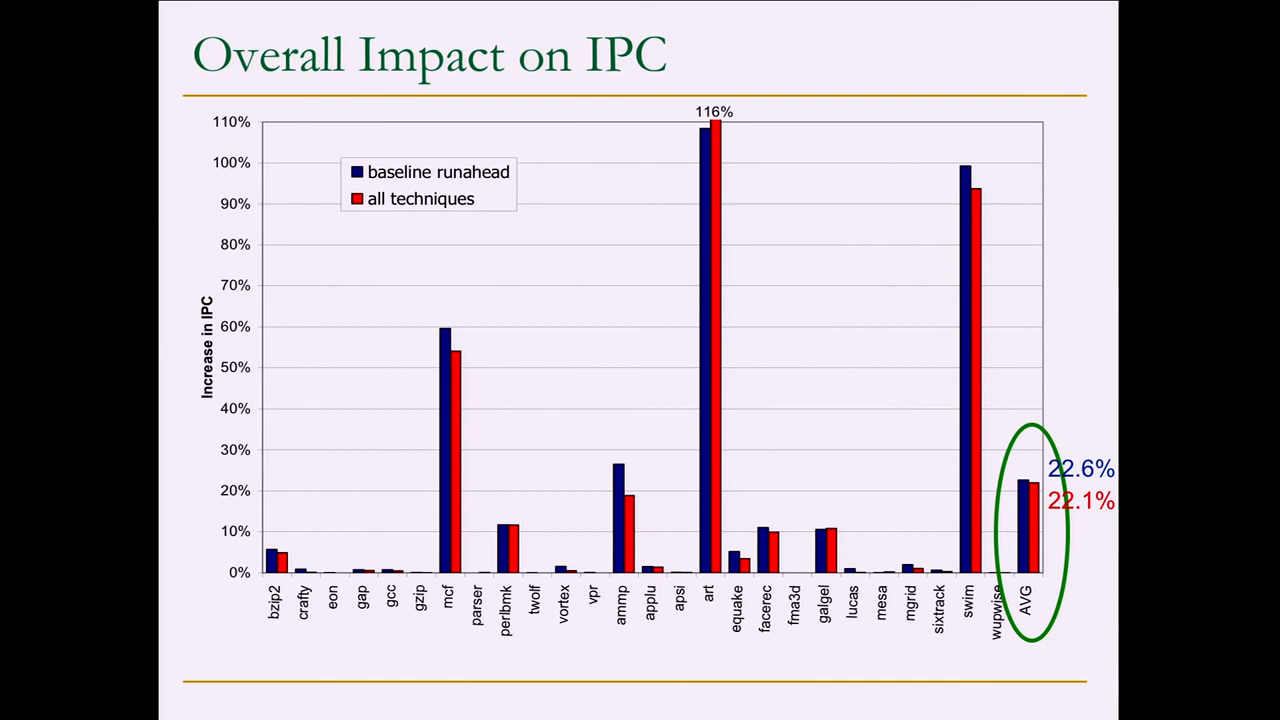 Overall Impact on IPC
116%
110%
100%
90%
80%
70%
60%
50%
40%
30%
20%
10%
0%
Increase in IPC
baseline runahead
all techniques
22.6%
22.1%
bzip2
crafty
eon
gap
gcc
gzip
mcf
parser
perlbmk
twolf
vortex
vpr
ammp
applu
apsi
art
equake
facerec
fma3d
galgel
lucas
mesa
mgrid
sixtrack
swim
wupwise
AVG